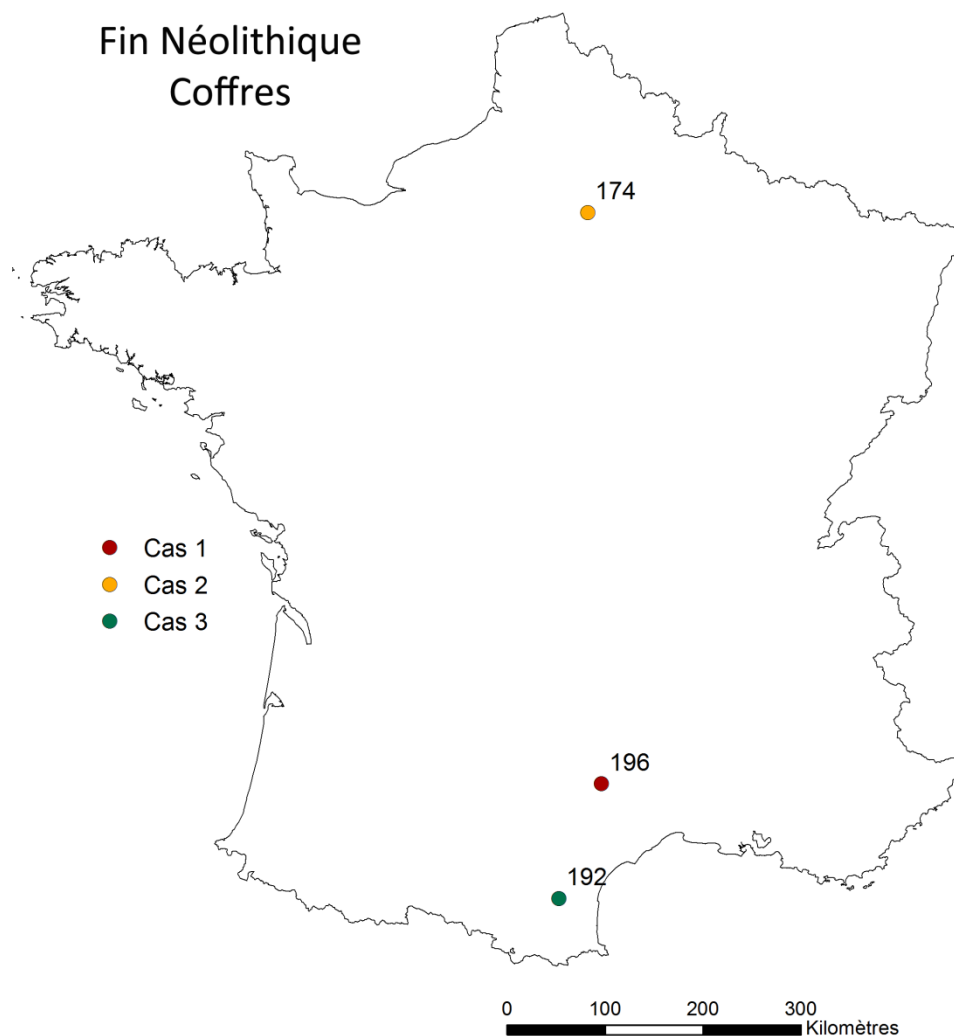 Fin Néolithique
Coffres
174
Cas 1
Cas 2
Cas 3
196
192
0 100 200 300
Kilomètres